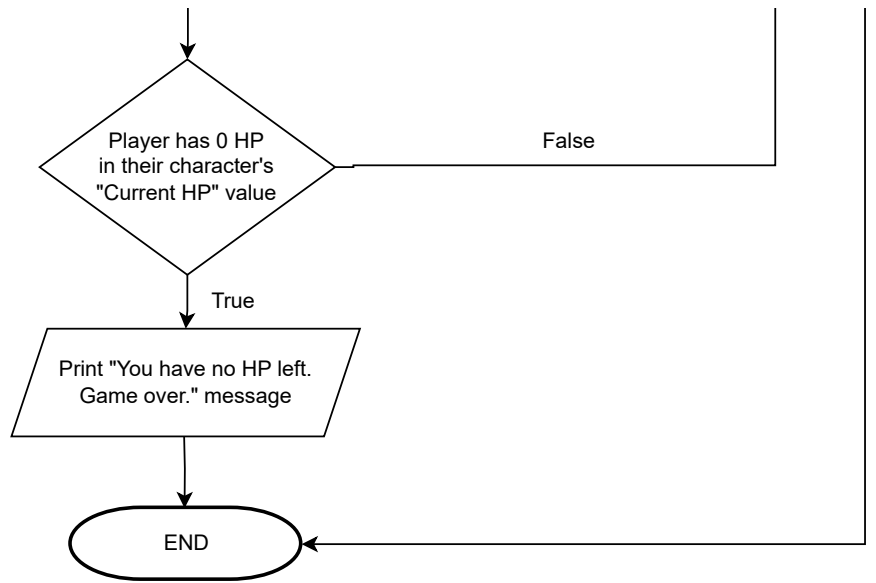 Player has 0 HP
in their character's
"Current HP" value
False
True
Print "You have no HP left.
Game over." message
END